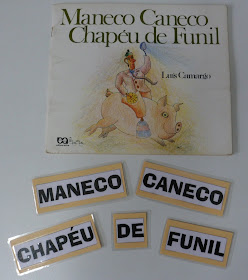 Maneco Caneco
Chapéu de Funil
Luís Camargo
MANECO
CANECO
CHAPÉU
DE
FUNIL